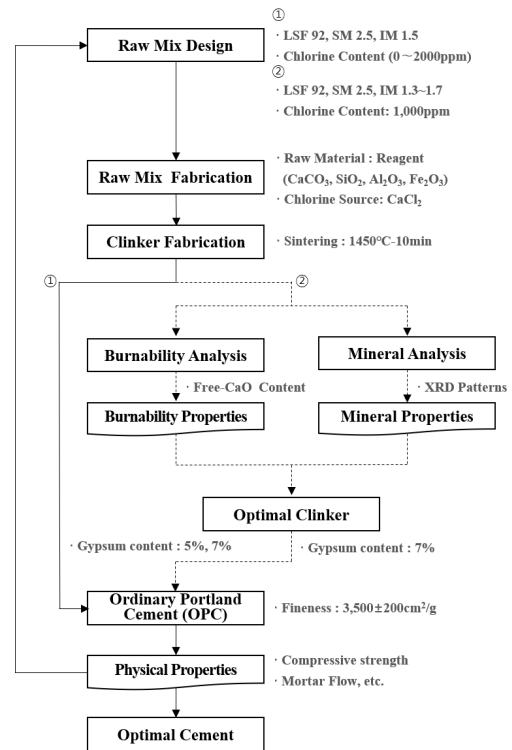 ①
Raw Mix Design
· LSF 92, SM 2.5, IM 1.5
· Chlorine Content (0～2000ppm)
②
· LSF 92, SM 2.5, IM 1.3~1.7
· Chlorine Content: 1,000ppm
Raw Mix Fabrication
· Raw Material : Reagent
(CaCO₃, SiO₂, Al₂O₃, Fe₂O₃)
· Chlorine Source: CaCl₂
Clinker Fabrication
· Sintering : 1450℃-10min
①
②
Burnability Analysis
Mineral Analysis
· Free-CaO Content
· XRD Patterns
Burnability Properties
Mineral Properties
Optimal Clinker
· Gypsum content : 5%, 7%
· Gypsum content : 7%
Ordinary Portland
Cement (OPC)
· Fineness : 3,500±200cm²/g
Physical Properties
· Compressive strength
· Mortar Flow, etc.
Optimal Cement